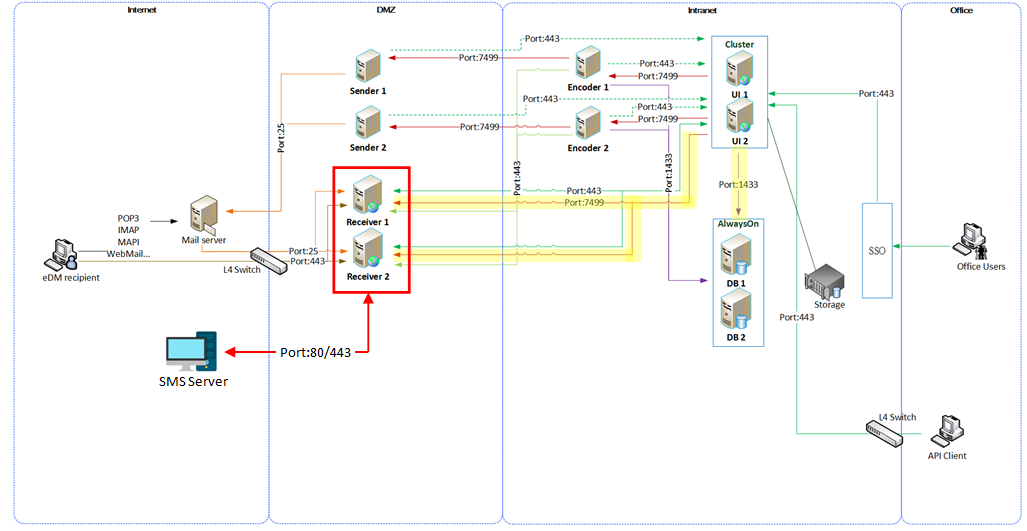 Internet
DMZ
Intranet
Office
Cluster
Port:443
Port:7499
Port:443
Port:7499
Sender 1
Encoder 1
UI 1
Port:443
Port:443
Port:443
Port:7499
Port:7499
Sender 2
Encoder 2
UI 2
Port:25
Port:443
Port:1433
Port:443
Port:7499
Port:1433
Receiver 1
POP3
IMAP
MAPI
WebMail...
Mail server
AlwaysOn
SSO
Port:25
Port:443
L4 Switch
eDM recipient
Receiver 2
Office Users
DB 1
Storage
Port:443
DB 2
Port:80/443
SMS Server
L4 Switch
API Client